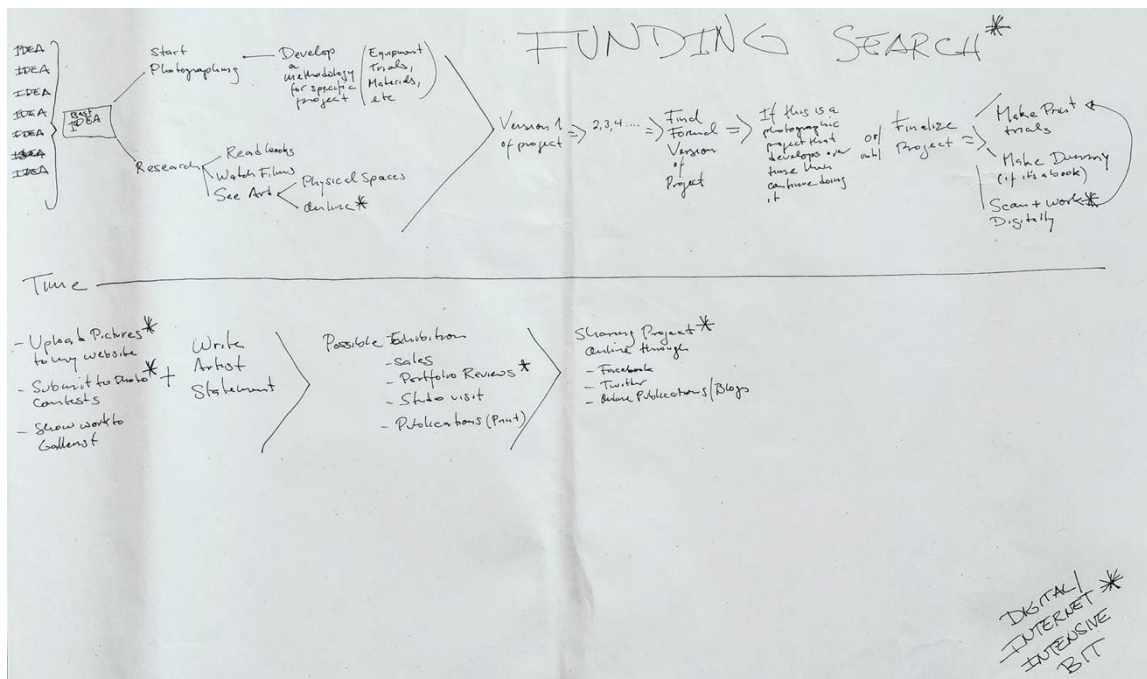 FUNDING SEARCH*
IDEA
IDEA
IDEA
IDEA
IDEA
IDEA
IDEA
Best
IDEA
Start
Photographing
Develop
a
methodology
for specific
project
(Equipment
Trials,
Materials,
etc)
Research
Read books
Watch Films
See Art
Physical Spaces
Online*
Version 1
of project
=> 2,3,4....
=> Find
Formal
Version
of
Project
=> If this is a
photographic
project that
develops over
time than
continue doing
it
or/
Finalize
Project =>
Make Print
trials
Make Dummy
(if it's a book)
Scan + work*
Digitally
Time
- Upload Pictures*
to my website
- Submit to Photo*
Contests
- Show work to
Gallerist
+
Write
Artist
Statement
Possible Exhibition
- Sales
- Portfolio Reviews*
- Studio visit
- Publications (Print)
Sharing Project*
Online through
- Facebook
- Twitter
- Online Publications/Blogs
DIGITAL/
INTERNET *
INTENSIVE
BIT